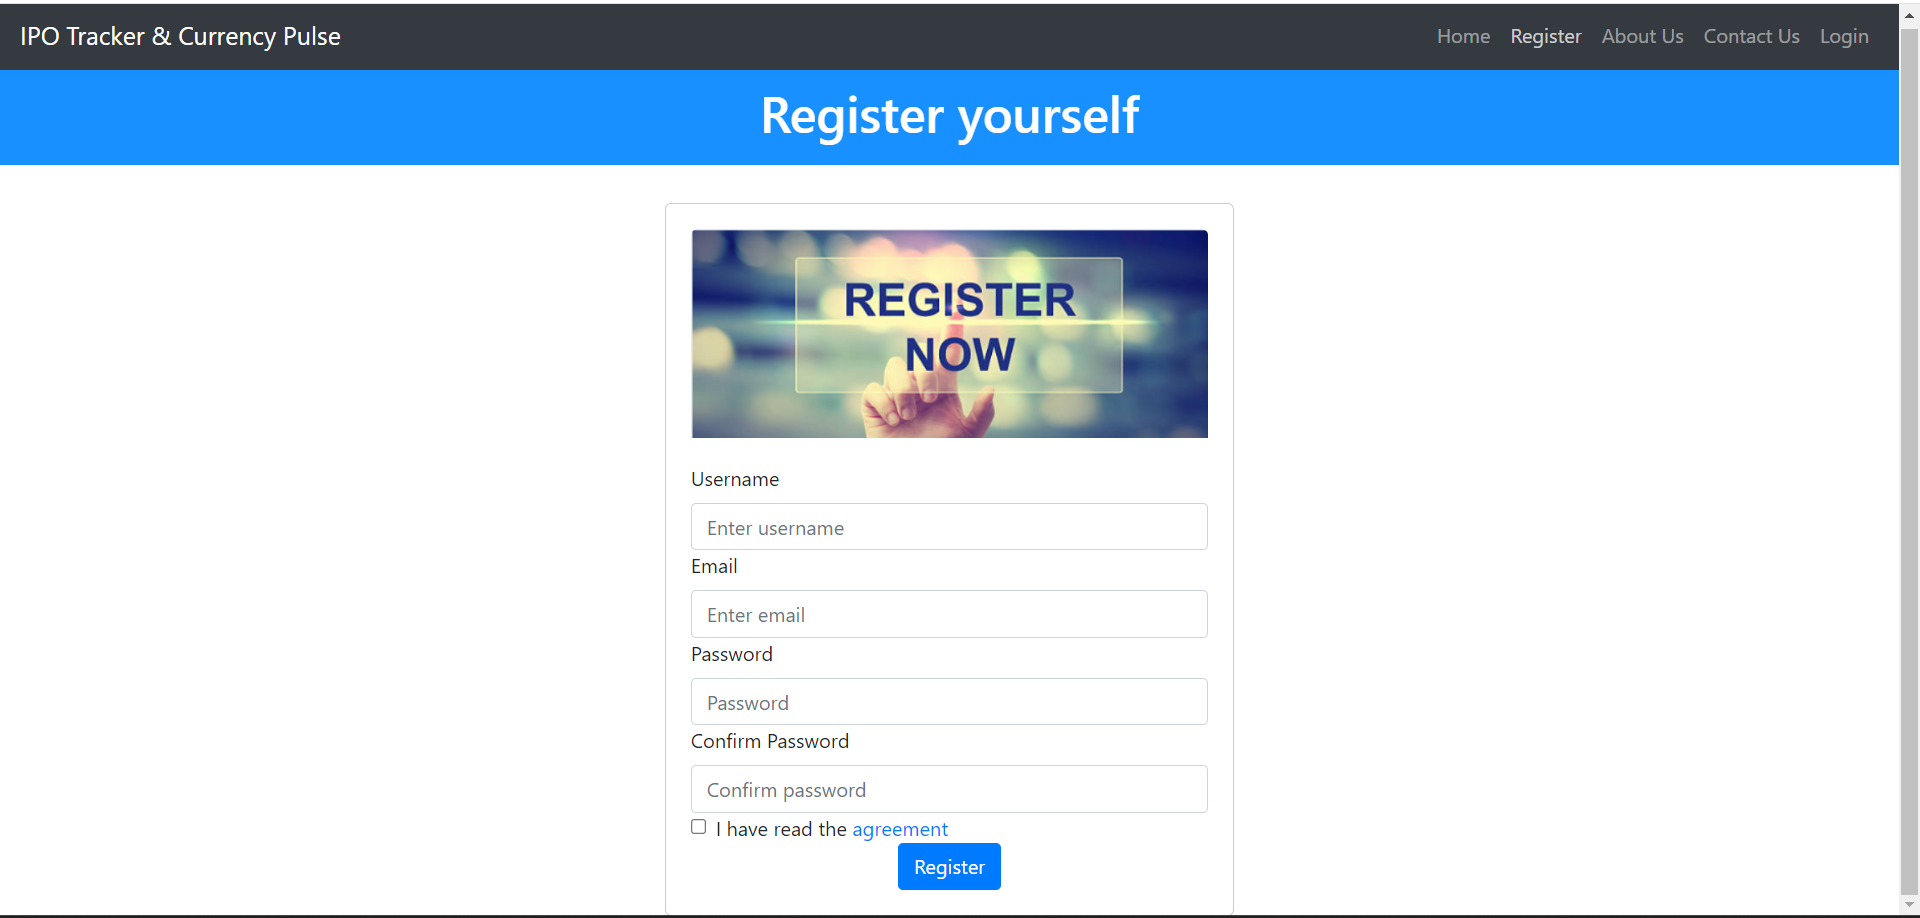 IPO Tracker & Currency Pulse
Home Register About Us Contact Us Login
Register yourself
REGISTER
NOW
Username
Enter username
Email
Enter email
Password
Password
Confirm Password
Confirm password
I have read the agreement
Register